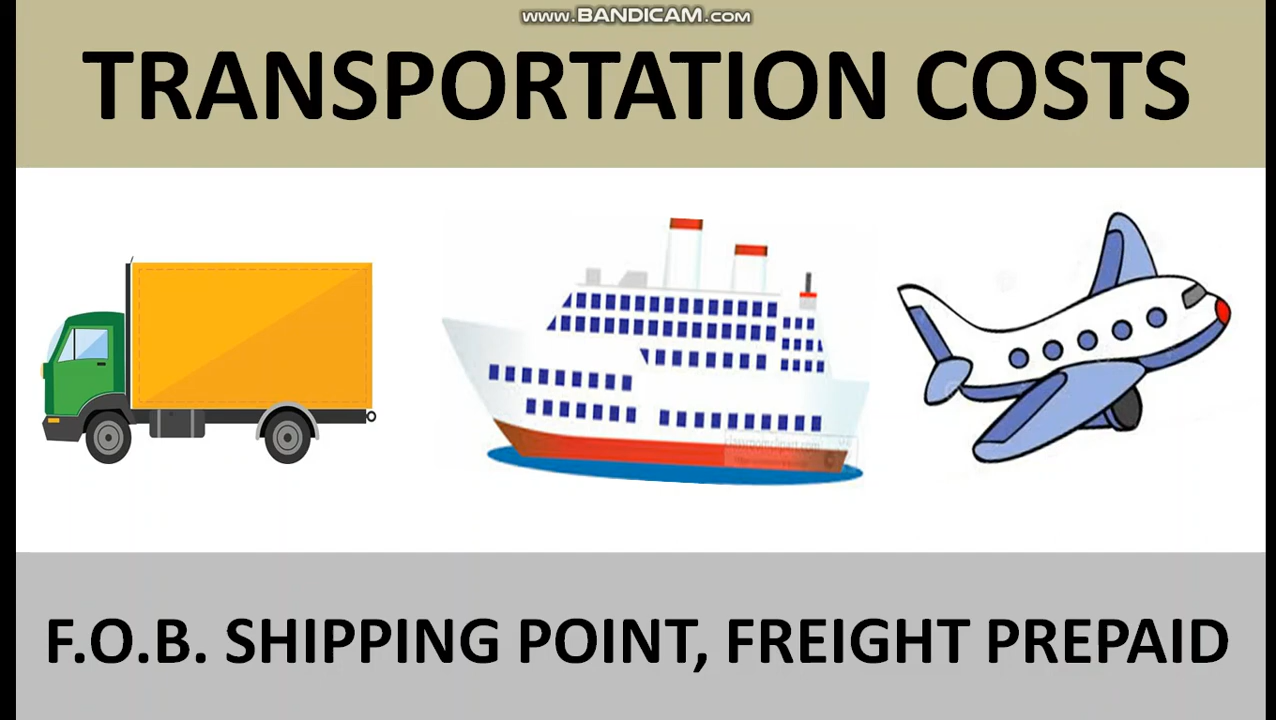 www.BANDICAM.com
TRANSPORTATION COSTS
F.O.B. SHIPPING POINT, FREIGHT PREPAID